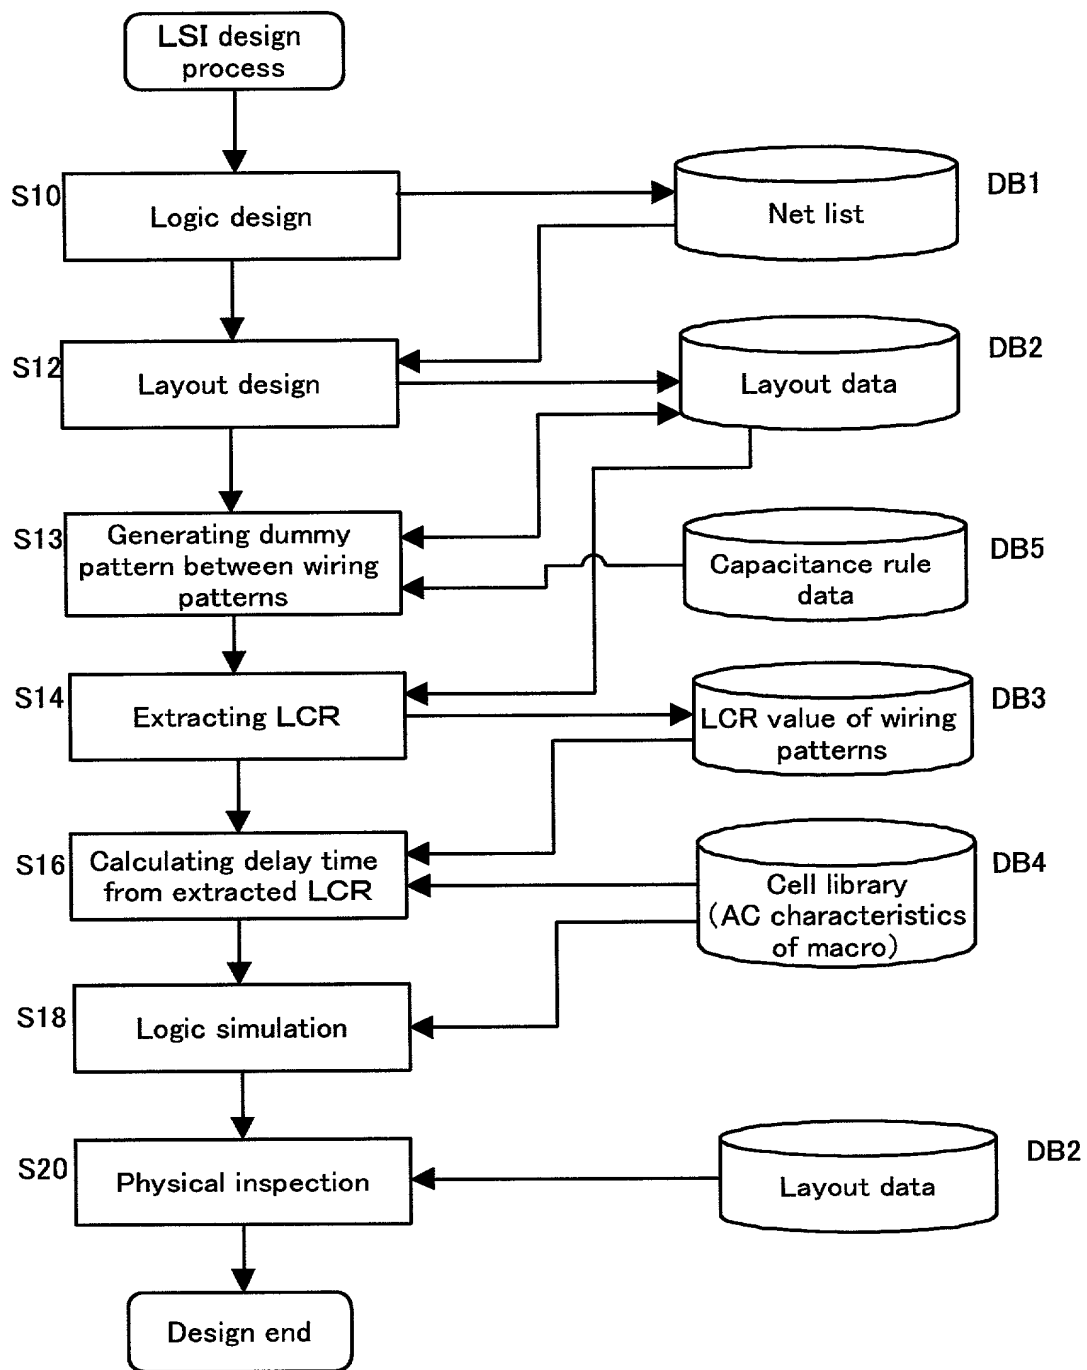 LSI design
process
S10
Logic design
Net list
DB1
S12
Layout design
Layout data
DB2
S13
Generating dummy
pattern between wiring
patterns
Capacitance rule
data
DB5
S14
Extracting LCR
LCR value of wiring
patterns
DB3
S16
Calculating delay time
from extracted LCR
Cell library
(AC characteristics
of macro)
DB4
S18
Logic simulation
S20
Physical inspection
Layout data
DB2
Design end